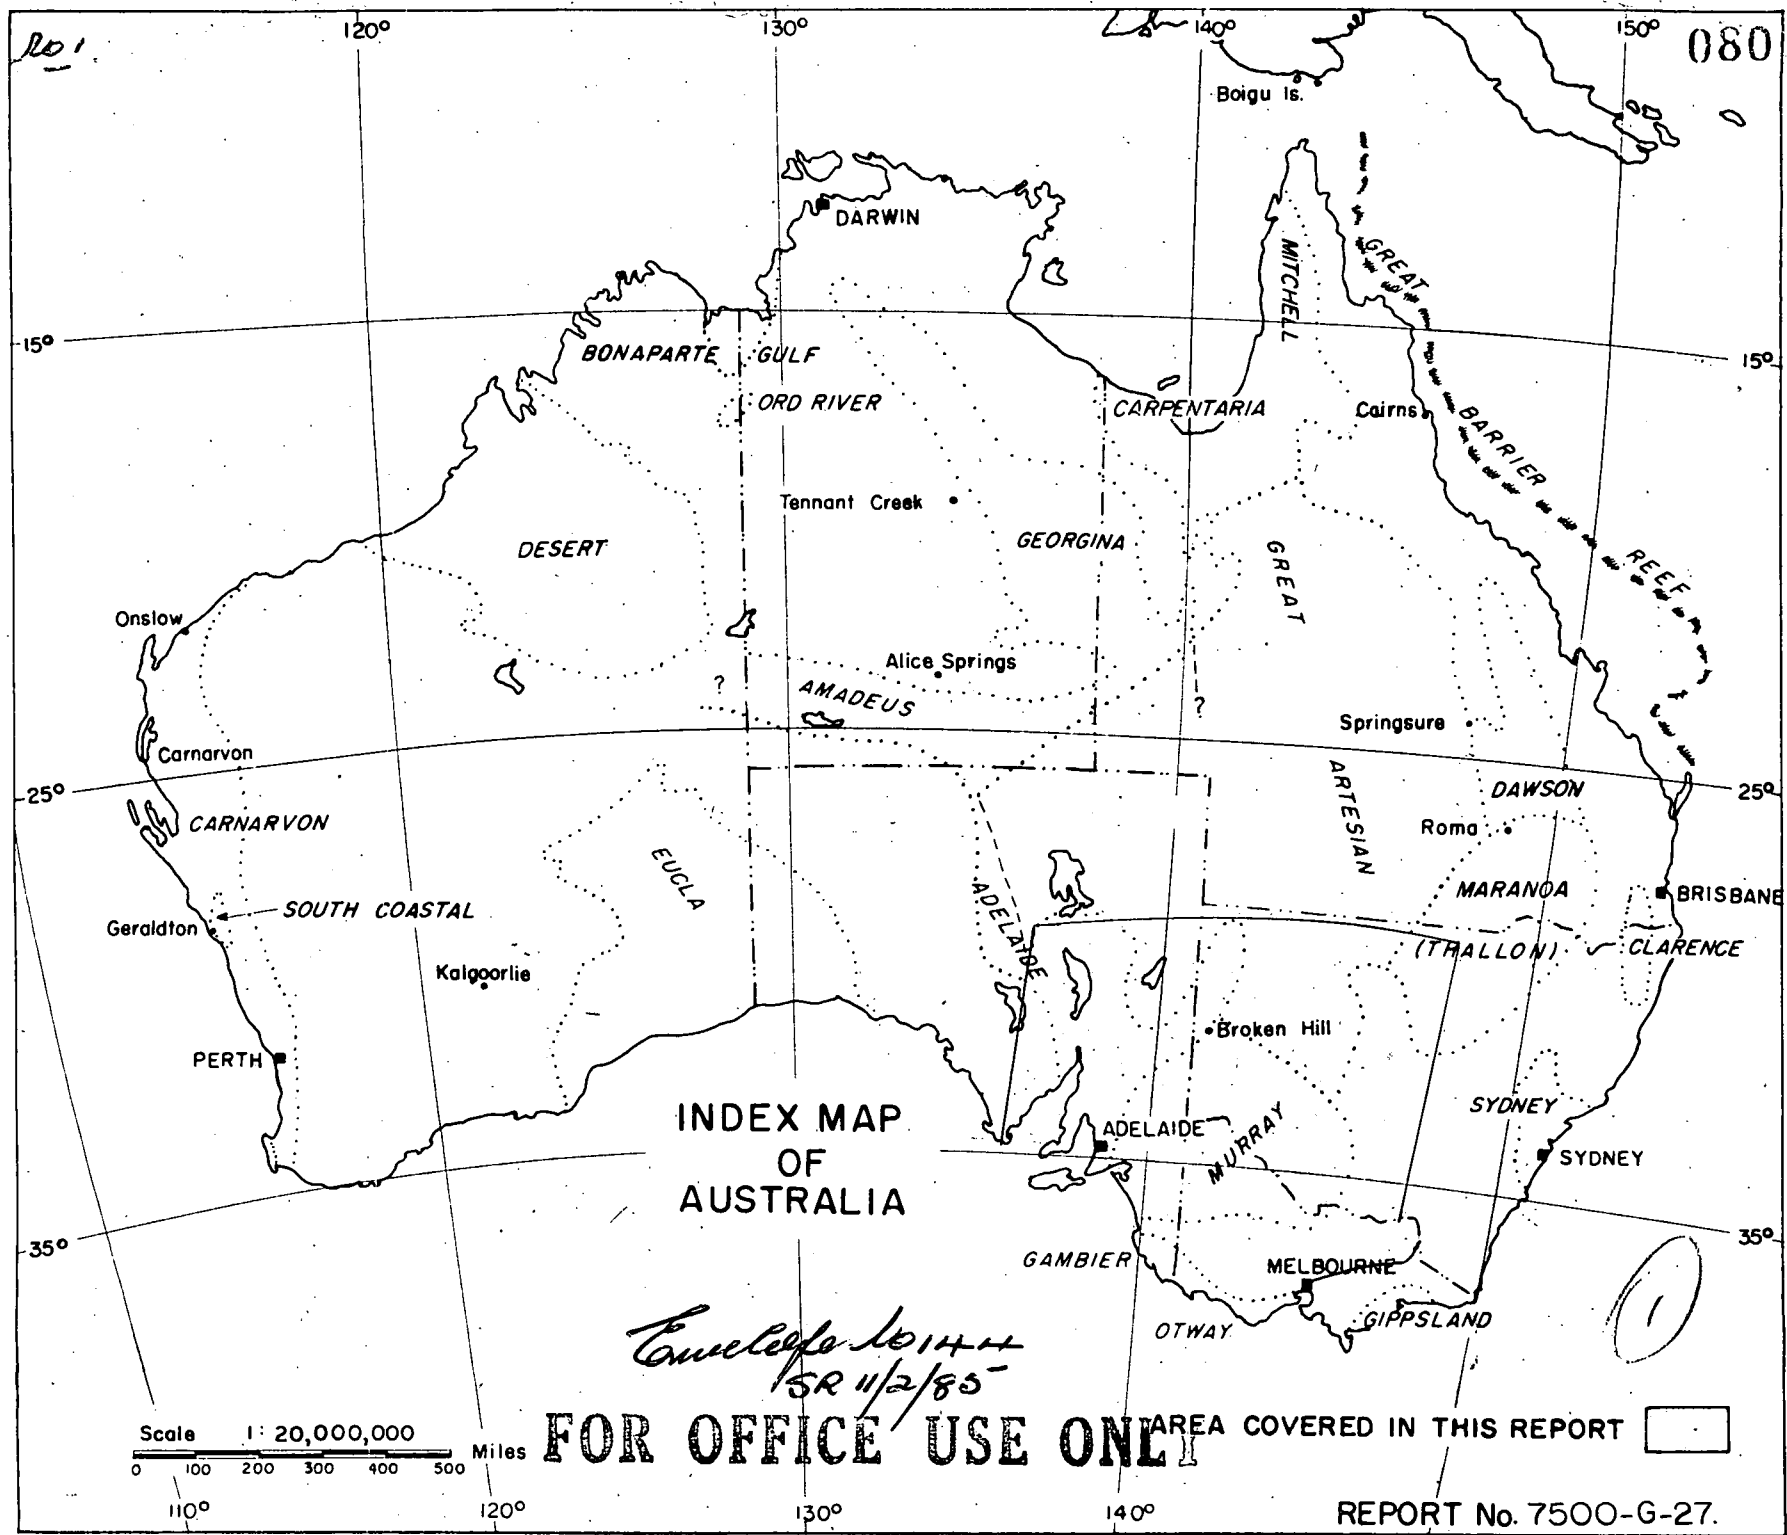 120°
130°
140°
150°
080
Boigu Is.
DARWIN
MITCHELL
GREAT
15°
BONAPARTE GULF
15°
ORD RIVER
CARPENTARIA
Cairns
BARRIER
Tennant Creek
DESERT
GEORGINA
GREAT
REEF
Onslow
Alice Springs
?
AMADEUS
?
Springsure
Carnarvon
25°
ARTESIAN
DAWSON
25°
CARNARVON
Roma
EUCLA
ADELAIDE
MARANOA
BRISBANE
SOUTH COASTAL
Geraldton
(THALLON)
CLARENCE
Kalgoorlie
Broken Hill
PERTH
INDEX MAP
OF
AUSTRALIA
ADELAIDE
MURRAY
SYDNEY
SYDNEY
35°
35°
GAMBIER
MELBOURNE
OTWAY
GIPPSLAND
1
144
SR 11/2/85
Scale 1:20,000,000
0 100 200 300 400 500 Miles
FOR OFFICE USE ONLY
AREA COVERED IN THIS REPORT
110°
120°
130°
140°
REPORT No. 7500-G-27.